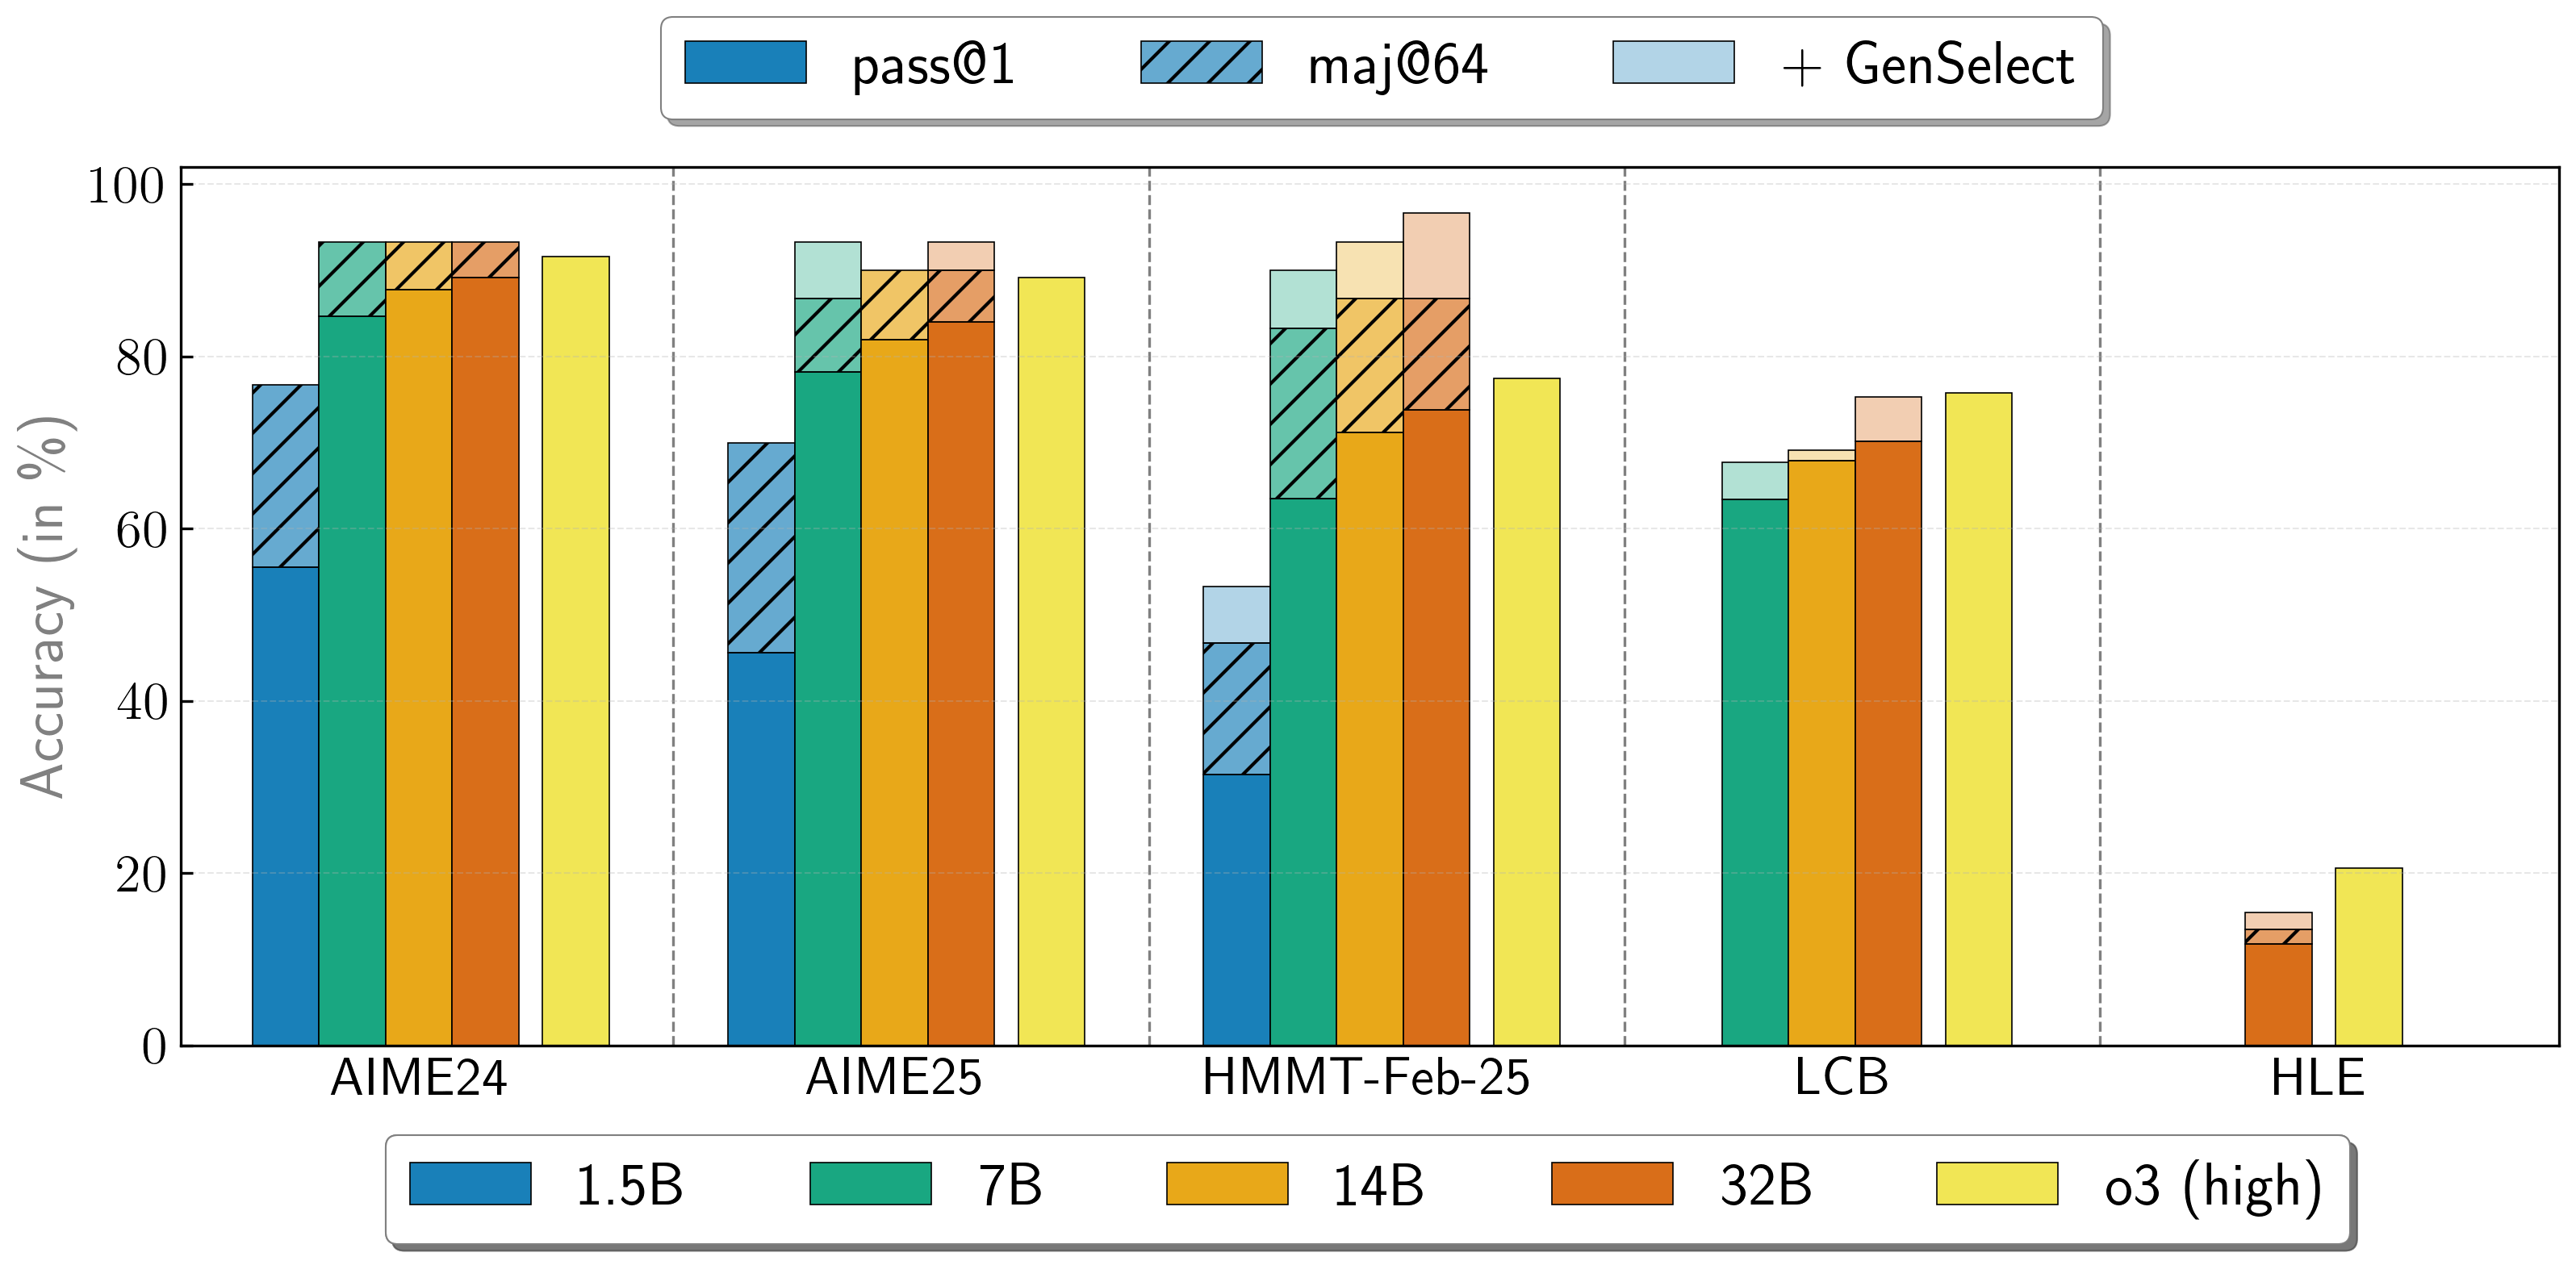 pass@1 maj@64 + GenSelect
Accuracy (in %)
100
80
60
40
20
0
AIME24 AIME25 HMMT-Feb-25 LCB HLE
1.5B 7B 14B 32B o3 (high)